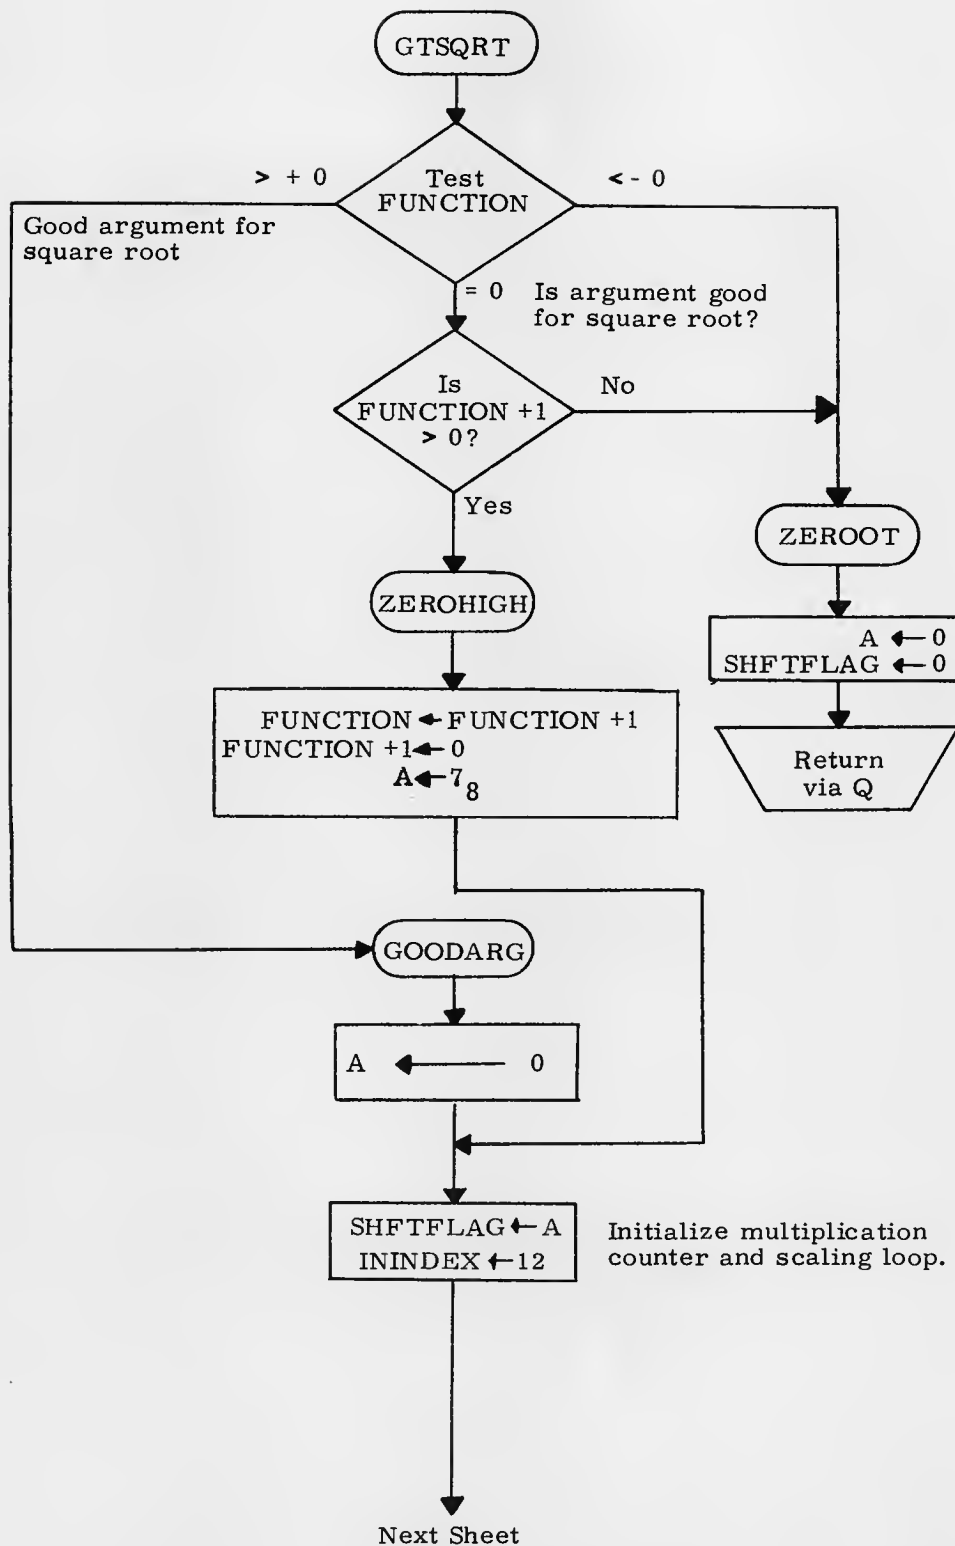 GTSQRT
> + 0
Test
FUNCTION
< - 0
Good argument for
square root
= 0
Is argument good
for square root?
Is
FUNCTION +1
> 0?
No
Yes
ZEROOT
ZEROHIGH
A ← 0
SHFTFLAG ← 0
FUNCTION ← FUNCTION +1
FUNCTION +1 ← 0
A ← 7₈
Return
via Q
GOODARG
A ← 0
SHFTFLAG ← A
ININDEX ← 12
Initialize multiplication
counter and scaling loop.
Next Sheet